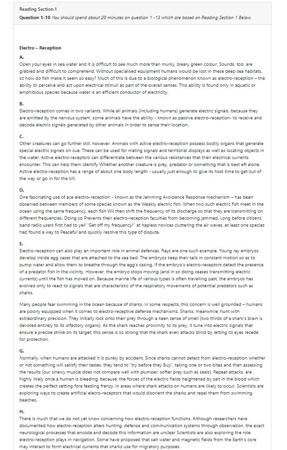 Reading Section 1
Question 1-10 You should spend about 20 minutes on question 1 -13 which are based on Reading Section 1 Below.
Electro – Reception
A.
Open your eyes in sea water and it is difficult to see much more than murky, bleary green colour. Sounds, too, are
garbled and difficult to comprehend. Without specialised equipment humans would be lost in these deep sea habitats,
so how do fish make it seem so easy? Much of this is due to a biological phenomenon known as electro-reception – the
ability to perceive and act upon electrical stimuli as part of the overall senses. This ability is found only in aquatic or
amphibious species because water is an efficient conductor of electricity.
B.
Electro-reception comes in two variants. While all animals (including humans) generate electric signals, because they
are emitted by the nervous system, some animals have the ability - known as passive electro-reception - to receive and
decode electric signals generated by other animals in order to sense their location.
C.
Other creatures can go further still, however. Animals with active electro-reception possess bodily organs that generate
special electric signals on cue. These can be used for mating signals and territorial displays as well as locating objects in
the water. Active electro-receptors can differentiate between the various resistances that their electrical currents
encounter. This can help them identify whether another creature is prey, predator or something that is best left alone.
Active electro-reception has a range of about one body length - usually just enough to give its host time to get out of
the way or go in for the kill.
D.
One fascinating use of active electro-reception - known as the Jamming Avoidance Response mechanism – has been
observed between members of some species known as the Weakly electric fish. When two such electric fish meet in the
ocean using the same frequency, each fish will then shift the frequency of its discharge so that they are transmitting on
different frequencies. Doing so prevents their electro-reception faculties from becoming jammed. Long before citizens'
band radio users first had to yell " Get off my frequency!" at hapless novices cluttering the air waves, at least one species
had found a way to peacefully and quickly resolve this type of dispute.
E.
Electro-reception can also play an important role in animal defenses. Rays are one such example. Young ray embryos
develop inside egg cases that are attached to the sea bed. The embryos keep their tails in constant motion so as to
pump water and allow them to breathe through the egg's casing. If the embryo's electro-receptors detect the presence
of a predator fish in the vicinity, However, the embryo stops moving (and in so doing ceases transmitting electric
currents) until the fish has moved on. Because marine life of various types is often travelling past, the embryo has
evolved only to react to signals that are characteristic of the respiratory movements of potential predators such as
sharks.
Many people fear swimming in the ocean because of sharks. In some respects, this concern is well grounded – humans
are poorly equipped when it comes to electro-receptive defense mechanisms. Sharks, meanwhile, hunt with
extraordinary precision. They initially lock onto their prey through a keen sense of smell (two thirds of a shark's brain is
devoted entirely to its olfactory organs). As the shark reaches proximity to its prey, it tunes into electric signals that
ensure a precise strike on its target; this sense is so strong that the shark even attacks blind by letting its eyes recede
for protection.
G.
Normally, when humans are attacked it is purely by accident. Since sharks cannot detect from electro-reception whether
or not something will satisfy their tastes, they tend to "try before they buy", taking one or two bites and then assessing
the results (our sinewy muscle does not compare well with plumper, softer prey such as seals). Repeat attacks, are
highly likely once a human is bleeding, however; the forces of the electric fields heightened by salt in the blood which
creates the perfect setting fore feeding frenzy. In areas where shark attacks on humans are likely to occur, Scientists are
exploring ways to create artificial electro-receptors that would disorient the sharks and repel them from swimming
beaches.
H.
There is much that we do not yet know concerning how electro-reception functions. Although researchers have
documented how electro-reception alters hunting, defense and communication systems through observation, the exact
neurological processes that encode and decode this information are unclear Scientists are also exploring the role
electro-reception plays in navigation. Some have proposed that salt water and magnetic fields from the Earth's core
may interact to form electrical currents that sharks use for migratory purposes.